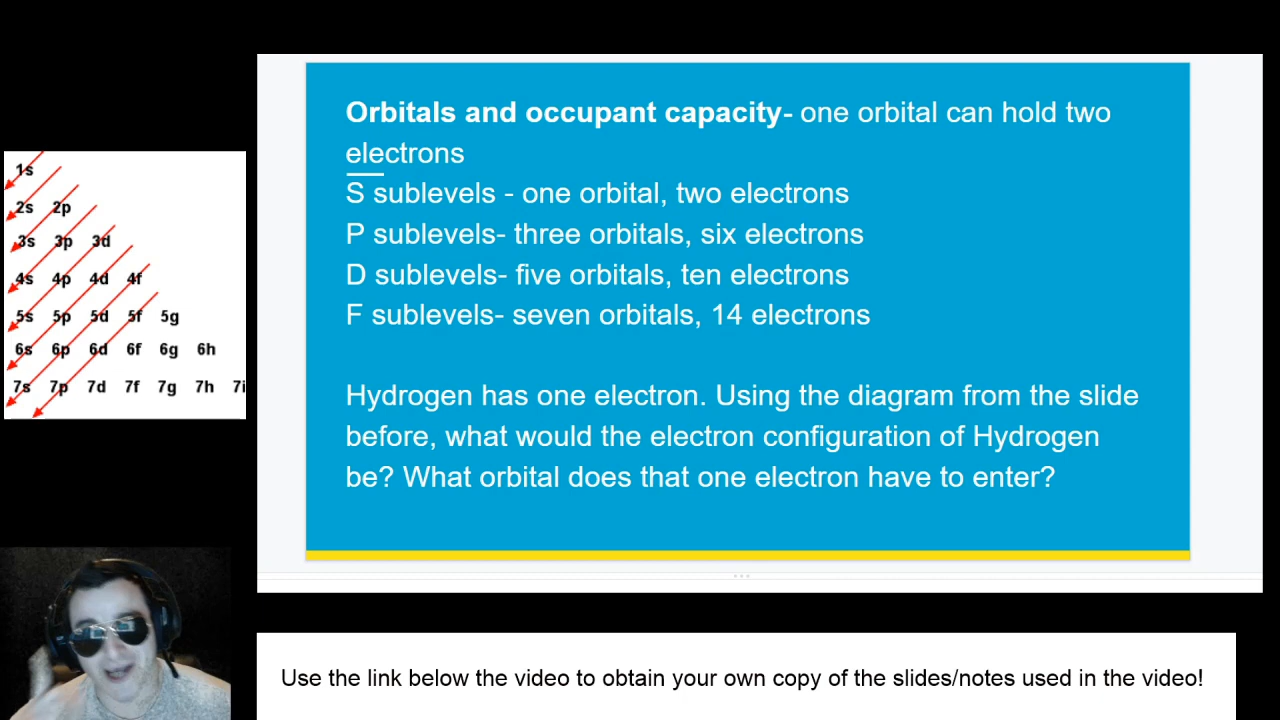 Orbitals and occupant capacity- one orbital can hold two
electrons
S sublevels - one orbital, two electrons
P sublevels- three orbitals, six electrons
D sublevels- five orbitals, ten electrons
F sublevels- seven orbitals, 14 electrons
Hydrogen has one electron. Using the diagram from the slide
before, what would the electron configuration of Hydrogen
be? What orbital does that one electron have to enter?
1s
2s 2p
3s 3p 3d
4s 4p 4d 4f
5s 5p 5d 5f 5g
6s 6p 6d 6f 6g 6h
7s 7p 7d 7f 7g 7h 7i
Use the link below the video to obtain your own copy of the slides/notes used in the video!